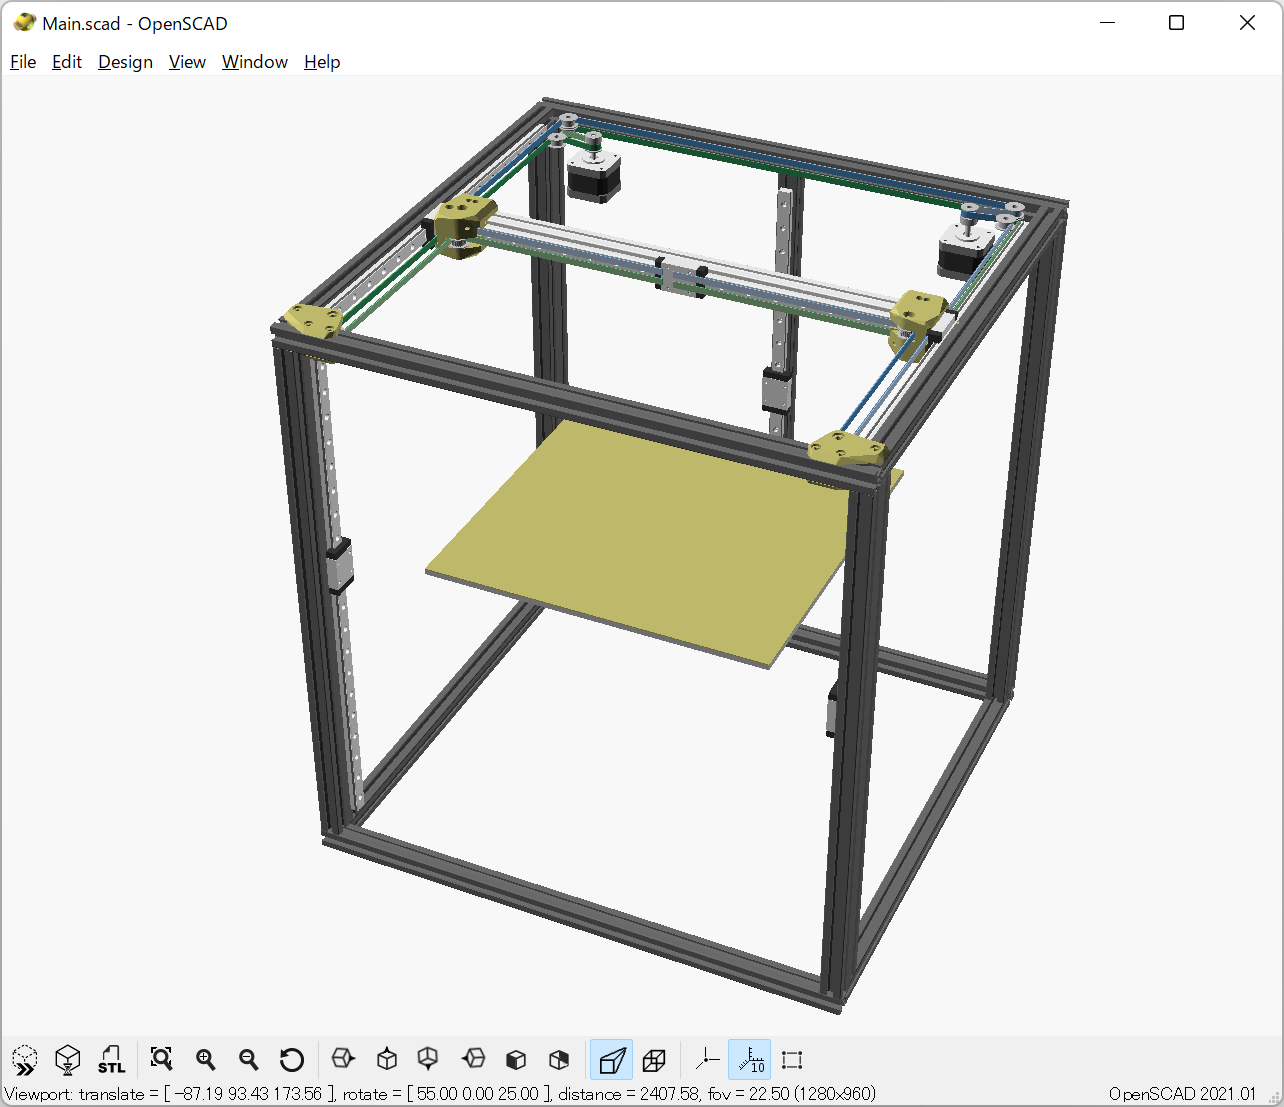 Main.scad - OpenSCAD
File Edit Design View Window Help
STL 10
Viewport: translate = [ -87.19 93.43 173.56 ], rotate = [ 55.00 0.00 25.00 ], distance = 2407.58, fov = 22.50 (1280x960) OpenSCAD 2021.01